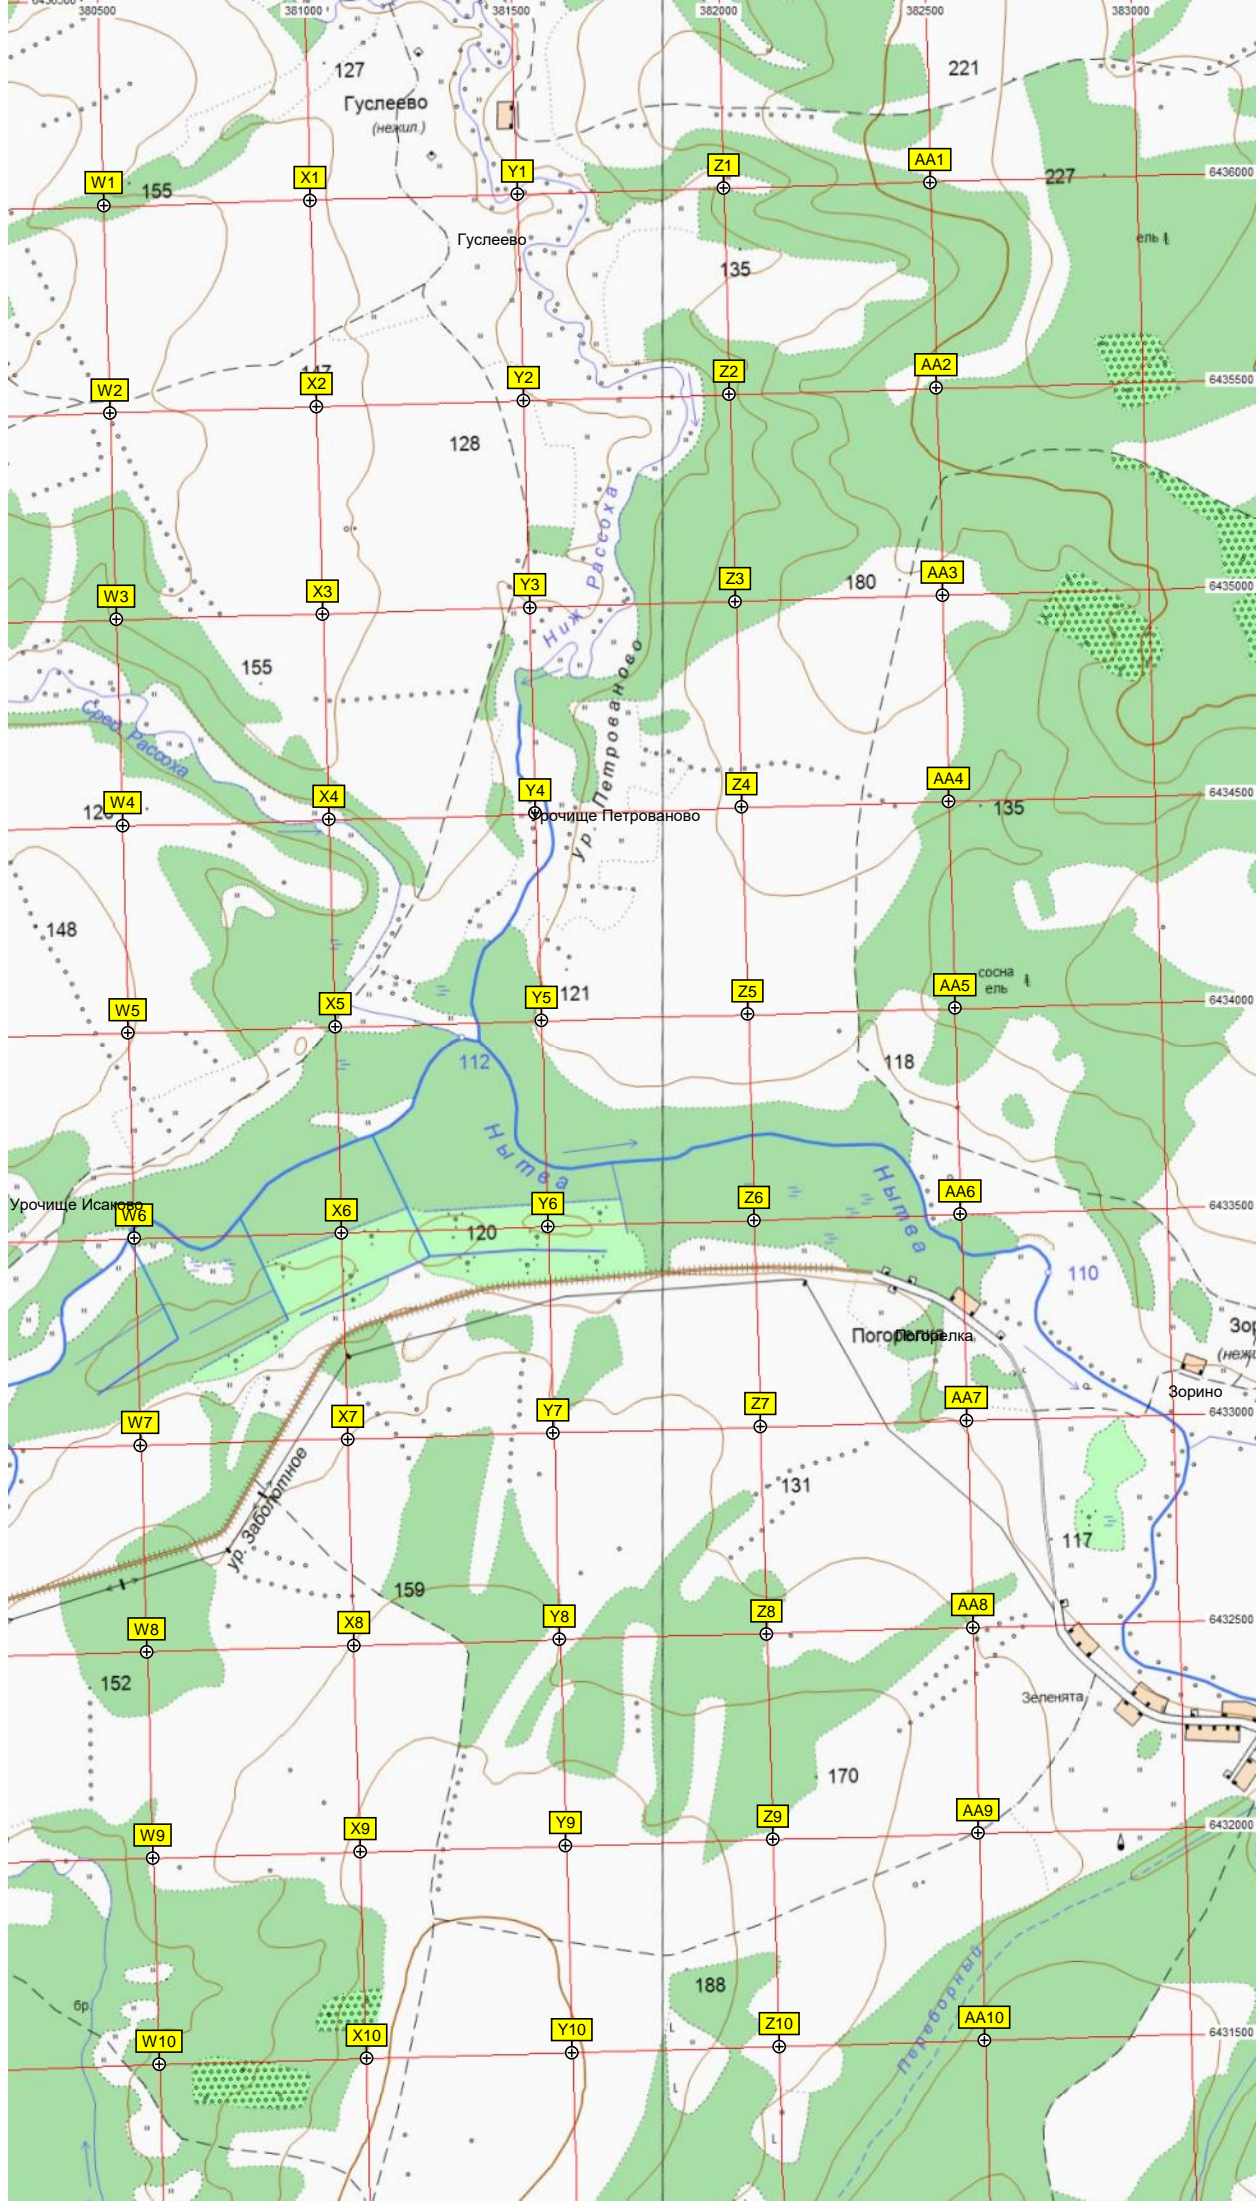 380500 381000 381500 382000 382500 383000
127
221
Гуслеево
(нежил.)
W1 155 X1 Y1 Z1 AA1 227 6436000
Гуслеево
ель
135
147
W2 X2 Y2 Z2 AA2 6435500
128
Ниж Рассоха
W3 X3 Y3 Z3 180 AA3 6435000
155
Сред. Рассоха
ур. Петрованово
W4 X4 Y4 Z4 AA4 6434500
135
Урочище Петрованово
148
сосна
ель
W5 X5 Y5 121 Z5 AA5 6434000
112
118
Нытва
Нытва
Урочище Исаково
W6 X6 Y6 Z6 AA6 6433500
120
110
Погорелка
Зорино
W7 X7 Y7 Z7 AA7 6433000
ур. Заболотное
131
117
159
W8 X8 Y8 Z8 AA8 6432500
152
Зеленята
170
W9 X9 Y9 Z9 AA9 6432000
188
Переборный
бр.
W10 X10 Y10 Z10 AA10 6431500
L
L
L